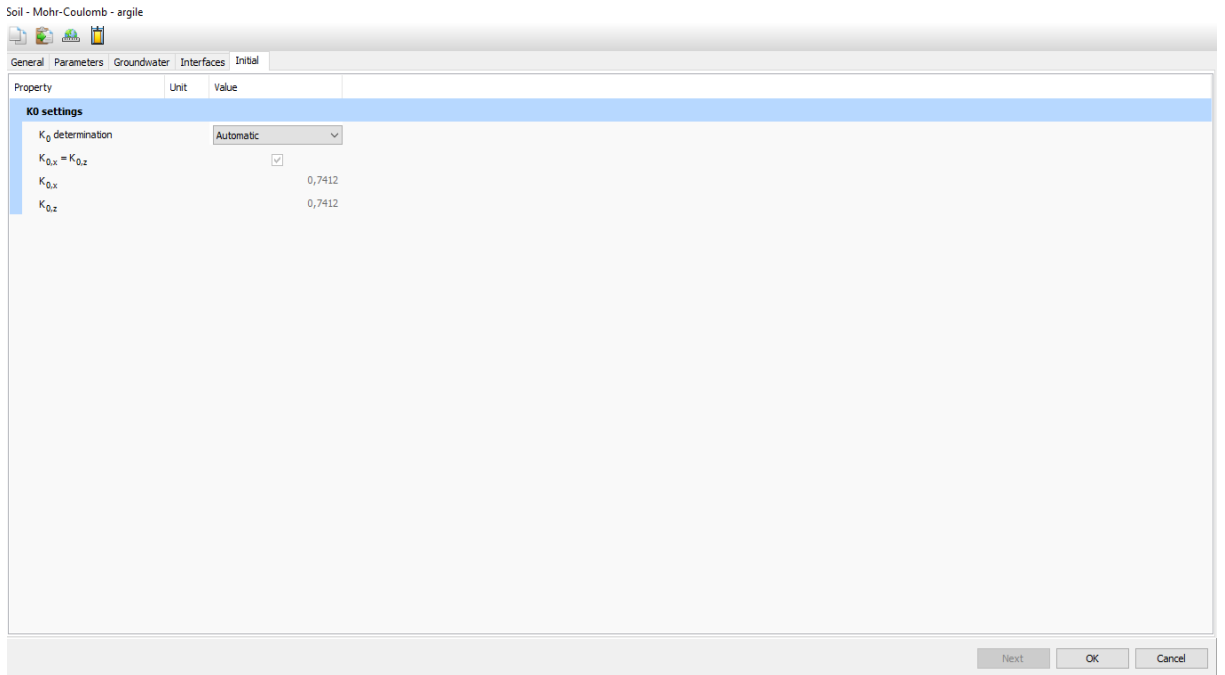 Soil - Mohr-Coulomb - argile
General Parameters Groundwater Interfaces Initial
Property Unit Value
K0 settings
K0 determination Automatic
K0,x = K0,z
K0,x 0,7412
K0,z 0,7412
Next OK Cancel